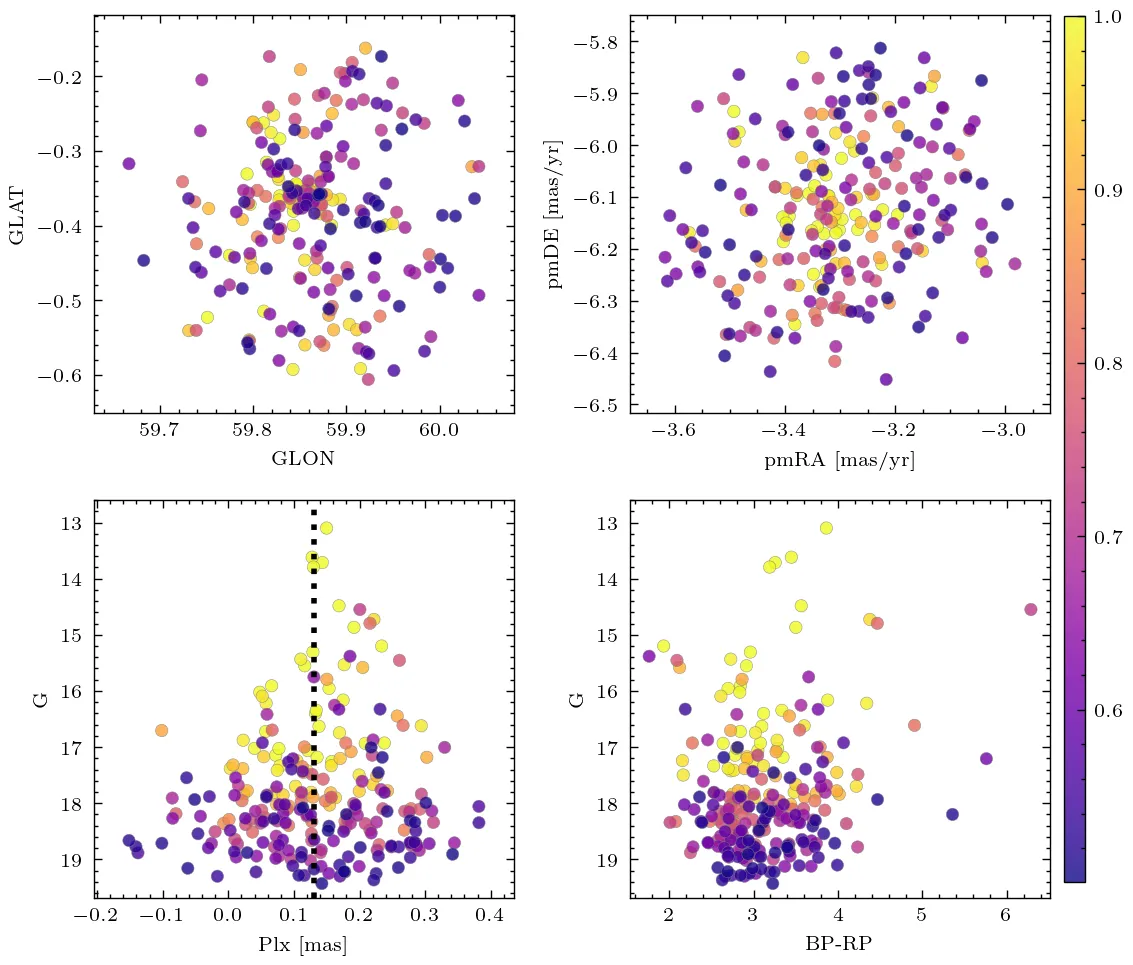 −0.2
−0.3
−0.4
−0.5
−0.6
GLAT
59.7 59.8 59.9 60.0
GLON
−5.8
−5.9
−6.0
−6.1
−6.2
−6.3
−6.4
−6.5
pmDE [mas/yr]
−3.6 −3.4 −3.2 −3.0
pmRA [mas/yr]
13
14
15
16
17
18
19
G
−0.2 −0.1 0.0 0.1 0.2 0.3 0.4
Plx [mas]
13
14
15
16
17
18
19
G
2 3 4 5 6
BP-RP
1.0
0.9
0.8
0.7
0.6